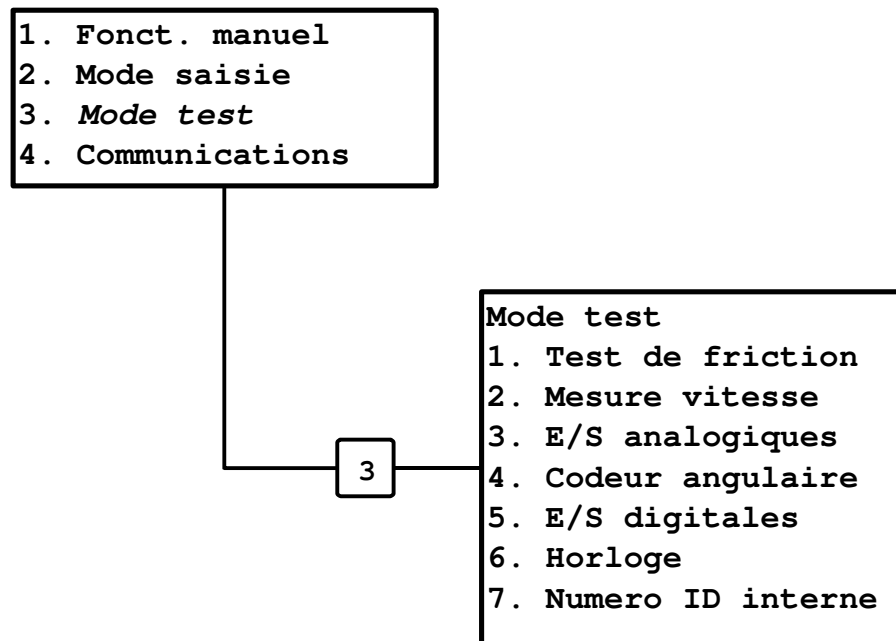 1. Fonct. manuel
2. Mode saisie
3. Mode test
4. Communications
3
Mode test
1. Test de friction
2. Mesure vitesse
3. E/S analogiques
4. Codeur angulaire
5. E/S digitales
6. Horloge
7. Numero ID interne